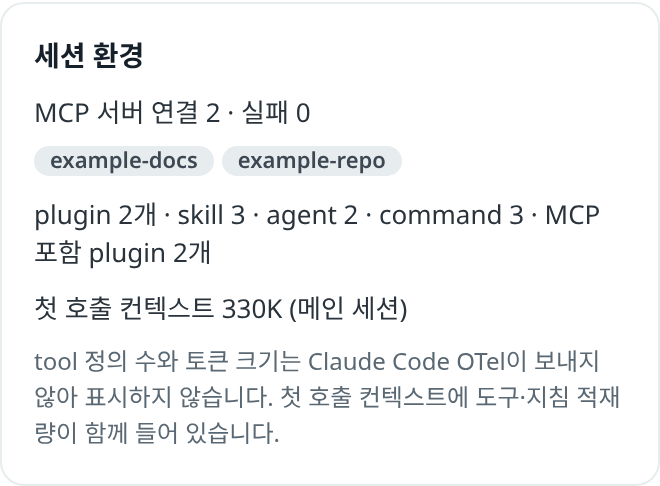 세션 환경
MCP 서버 연결 2 · 실패 0
example-docs example-repo
plugin 2개 · skill 3 · agent 2 · command 3 · MCP
포함 plugin 2개
첫 호출 컨텍스트 330K (메인 세션)
tool 정의 수와 토큰 크기는 Claude Code OTel이 보내지
않아 표시하지 않습니다. 첫 호출 컨텍스트에 도구·지침 적재
량이 함께 들어 있습니다.